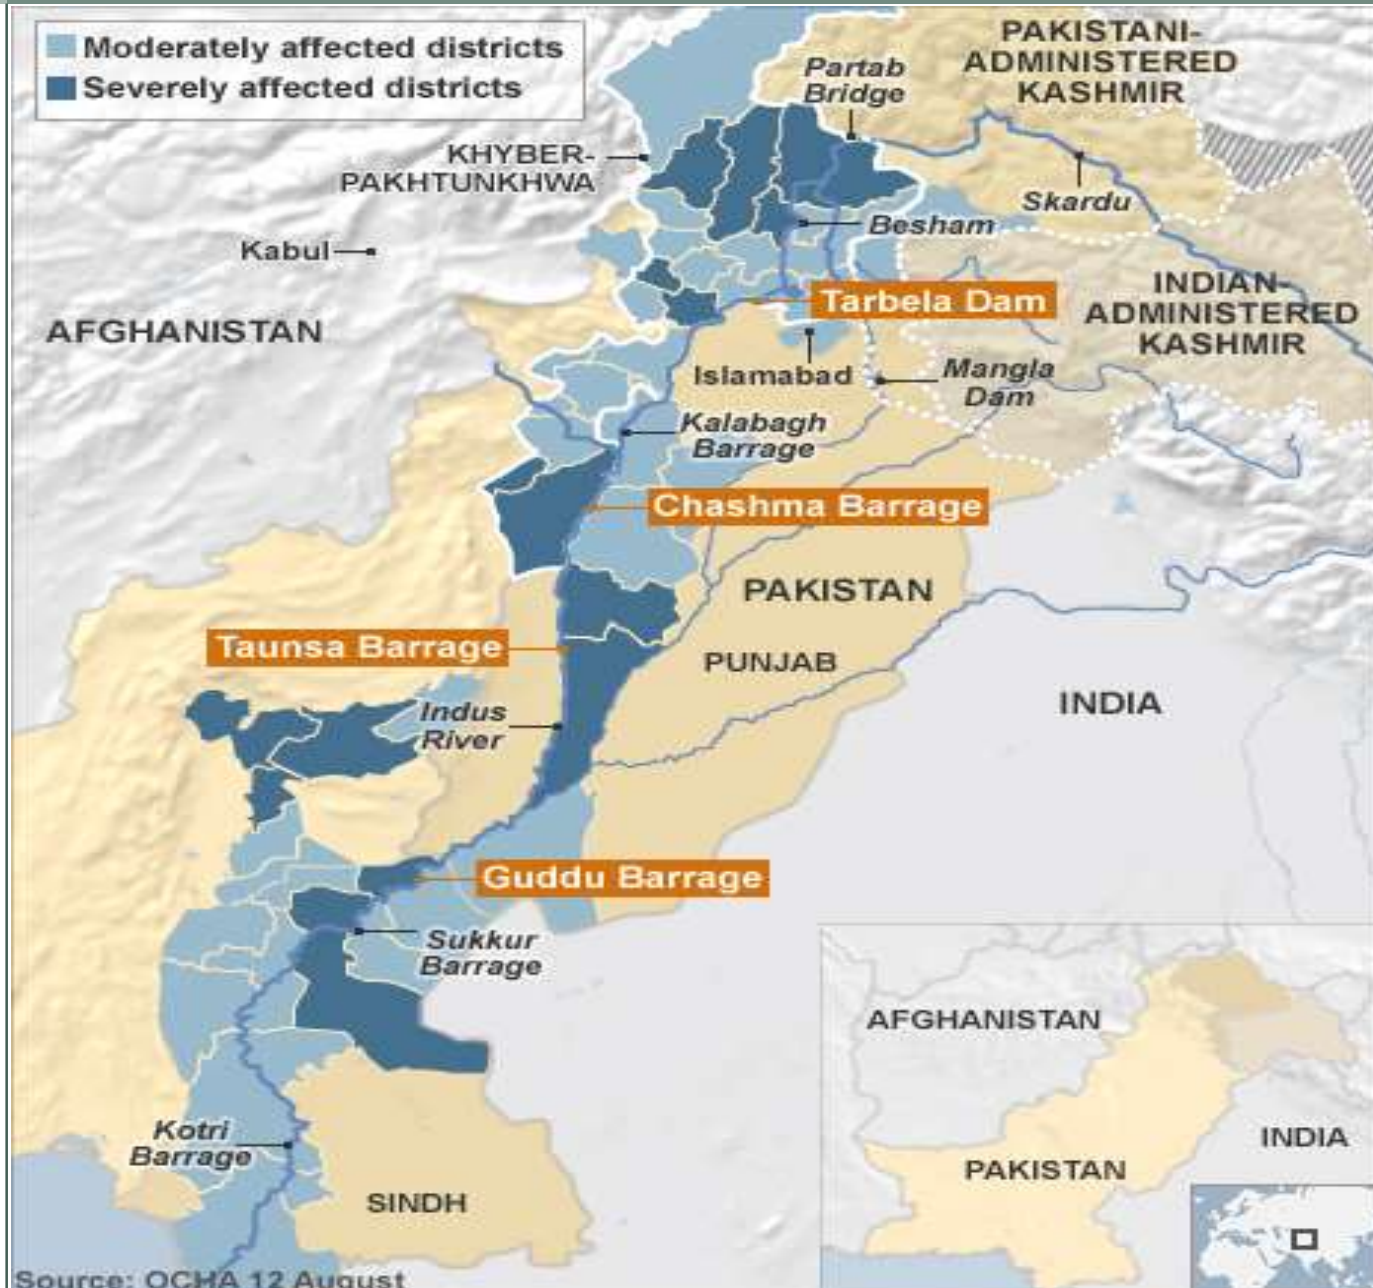 Moderately affected districts
Severely affected districts
PAKISTANI-
ADMINISTERED
KASHMIR
Partab
Bridge
KHYBER-
PAKHTUNKHWA
Skardu
Besham
Kabul
INDIAN-
ADMINISTERED
KASHMIR
Tarbela Dam
AFGHANISTAN
Islamabad
Mangla
Dam
Kalabagh
Barrage
Chashma Barrage
PAKISTAN
Taunsa Barrage
PUNJAB
INDIA
Indus
River
Guddu Barrage
Sukkur
Barrage
AFGHANISTAN
Kotri
Barrage
INDIA
PAKISTAN
SINDH
Source: OCHA 12 August